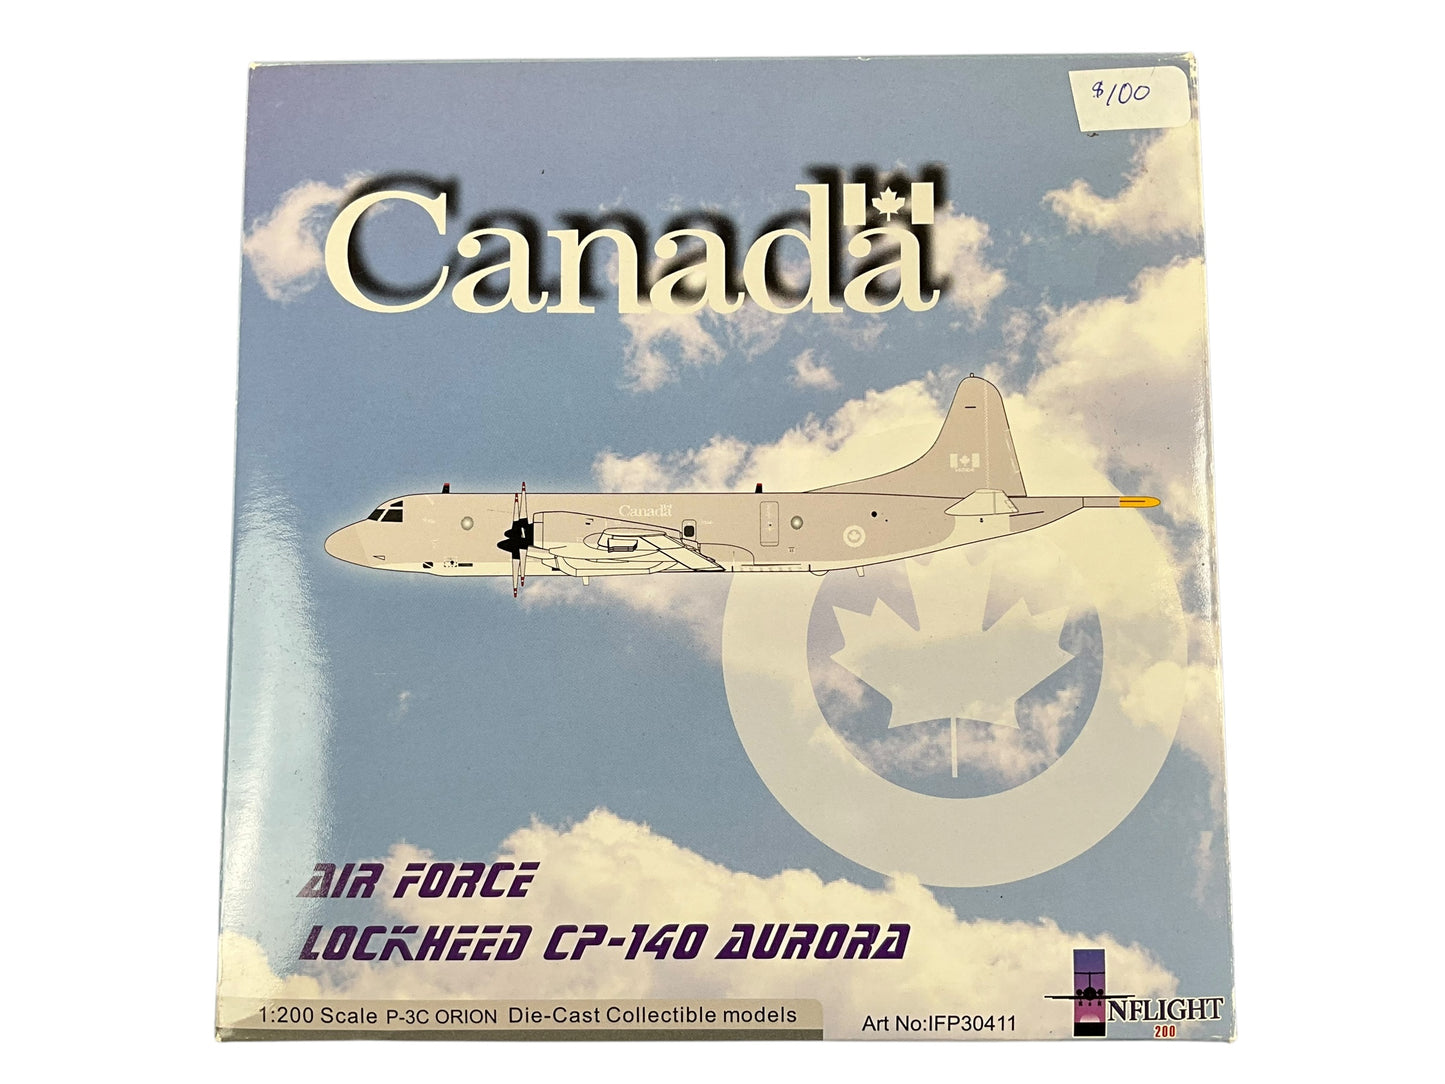 $100
Canada
Canada
AIR FORCE
LOCKHEED CP-140 AURORA
1:200 Scale P-3C ORION Die-Cast Collectible models
Art No:IFP30411
INFLIGHT
200